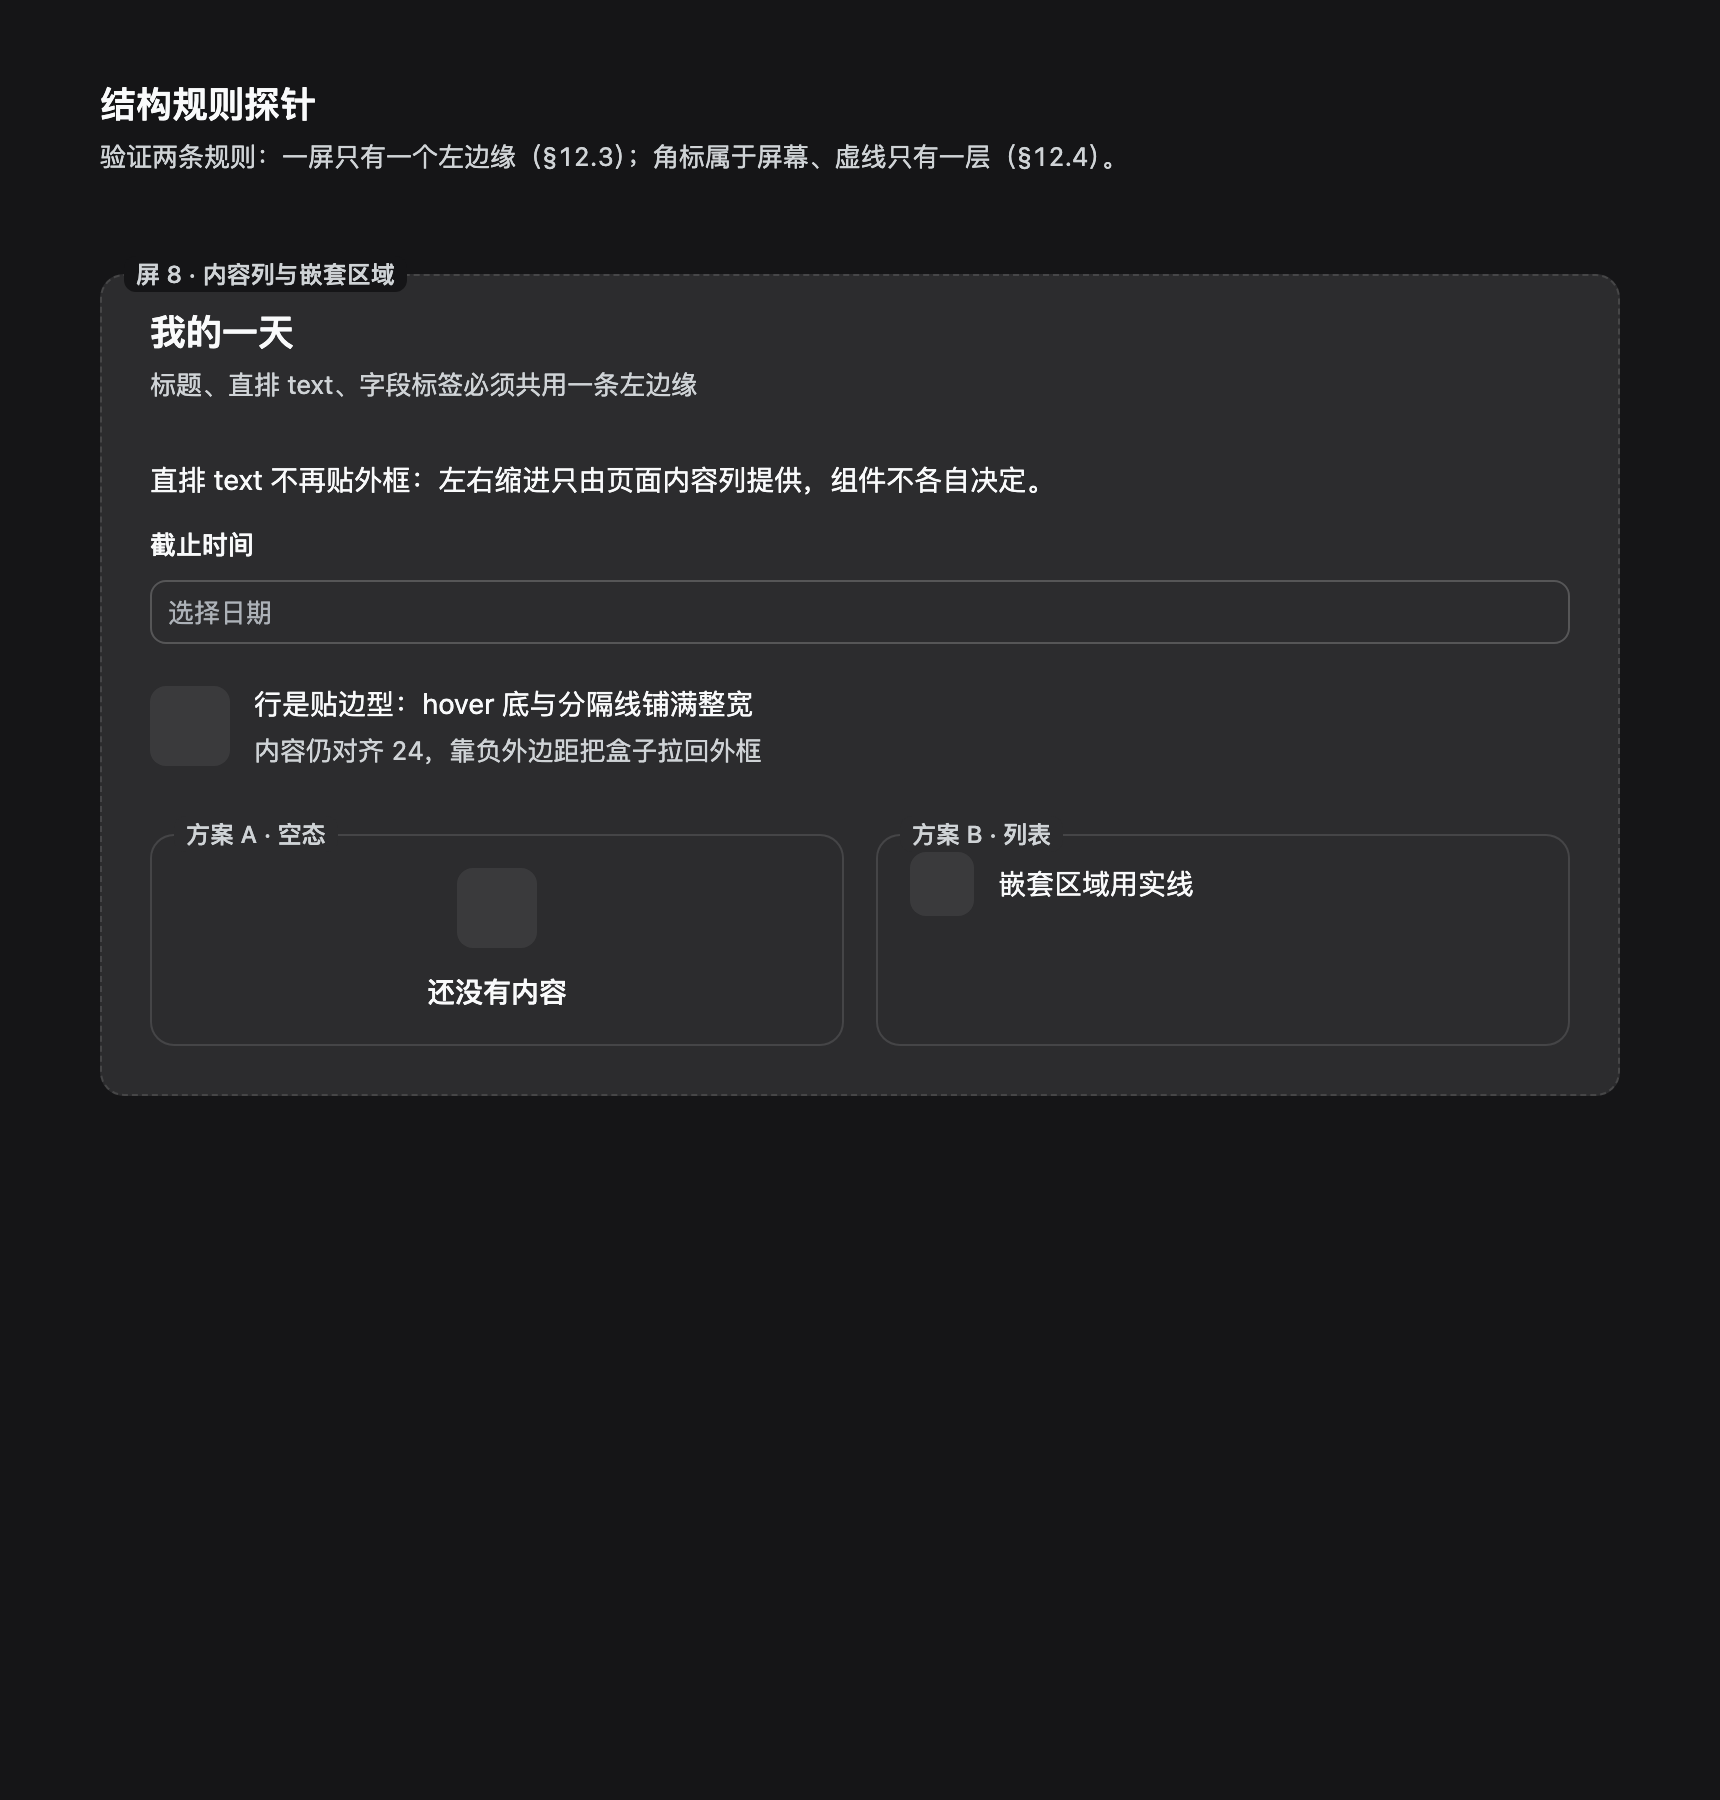 结构规则探针
验证两条规则：一屏只有一个左边缘（§12.3）；角标属于屏幕、虚线只有一层（§12.4）。
屏 8 · 内容列与嵌套区域
我的一天
标题、直排 text、字段标签必须共用一条左边缘
直排 text 不再贴外框：左右缩进只由页面内容列提供，组件不各自决定。
截止时间
选择日期
行是贴边型：hover 底与分隔线铺满整宽
内容仍对齐 24，靠负外边距把盒子拉回外框
方案 A · 空态
还没有内容
方案 B · 列表
嵌套区域用实线